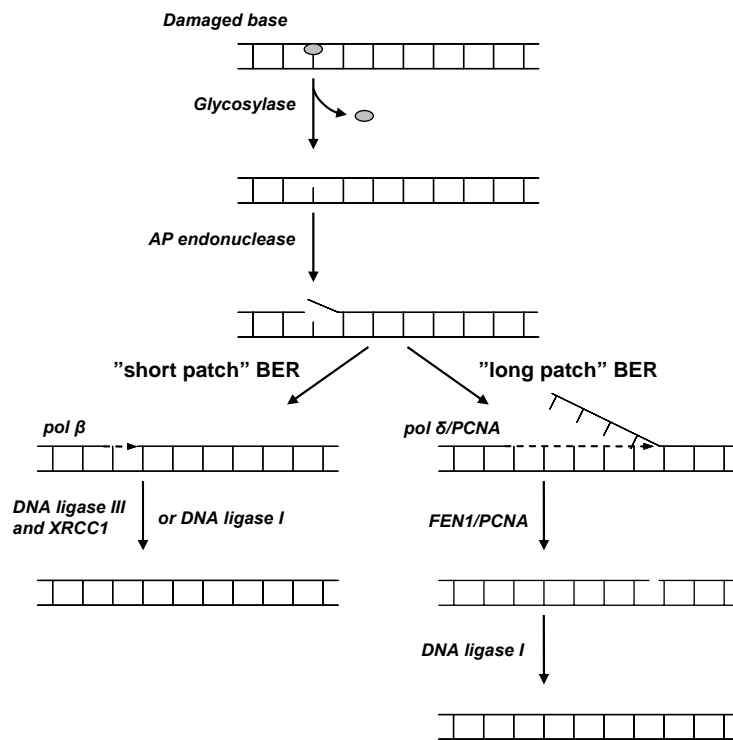 Damaged base
Glycosylase
AP endonuclease
”short patch” BER
”long patch” BER
pol β
pol δ/PCNA
DNA ligase III
and XRCC1
or DNA ligase I
FEN1/PCNA
DNA ligase I